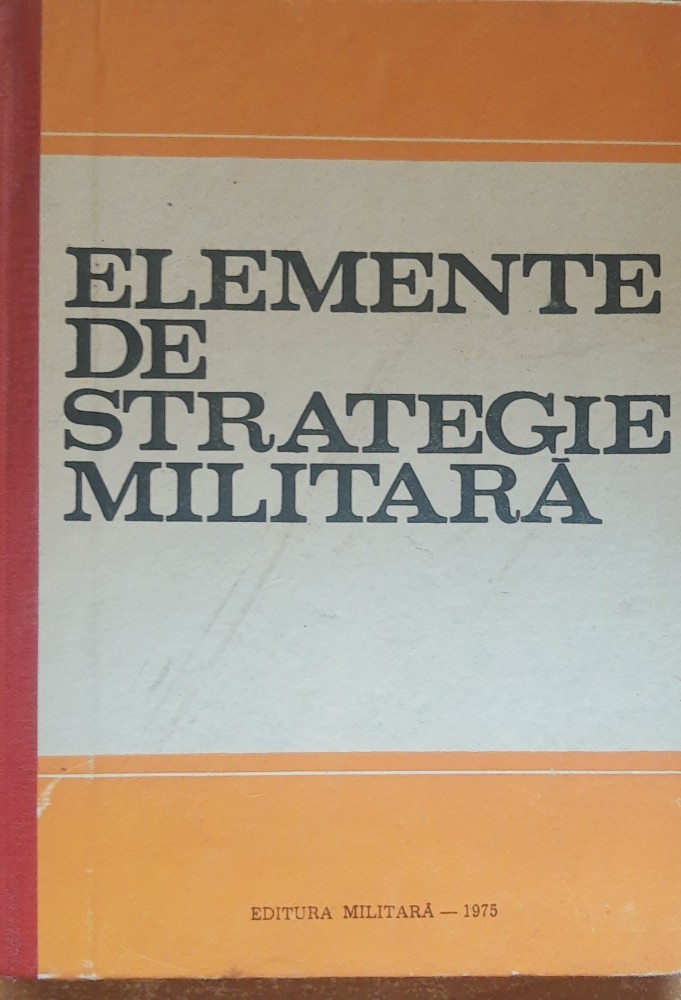 ELEMENTE
DE
STRATEGIE
MILITARĂ
EDITURA MILITARĂ — 1975